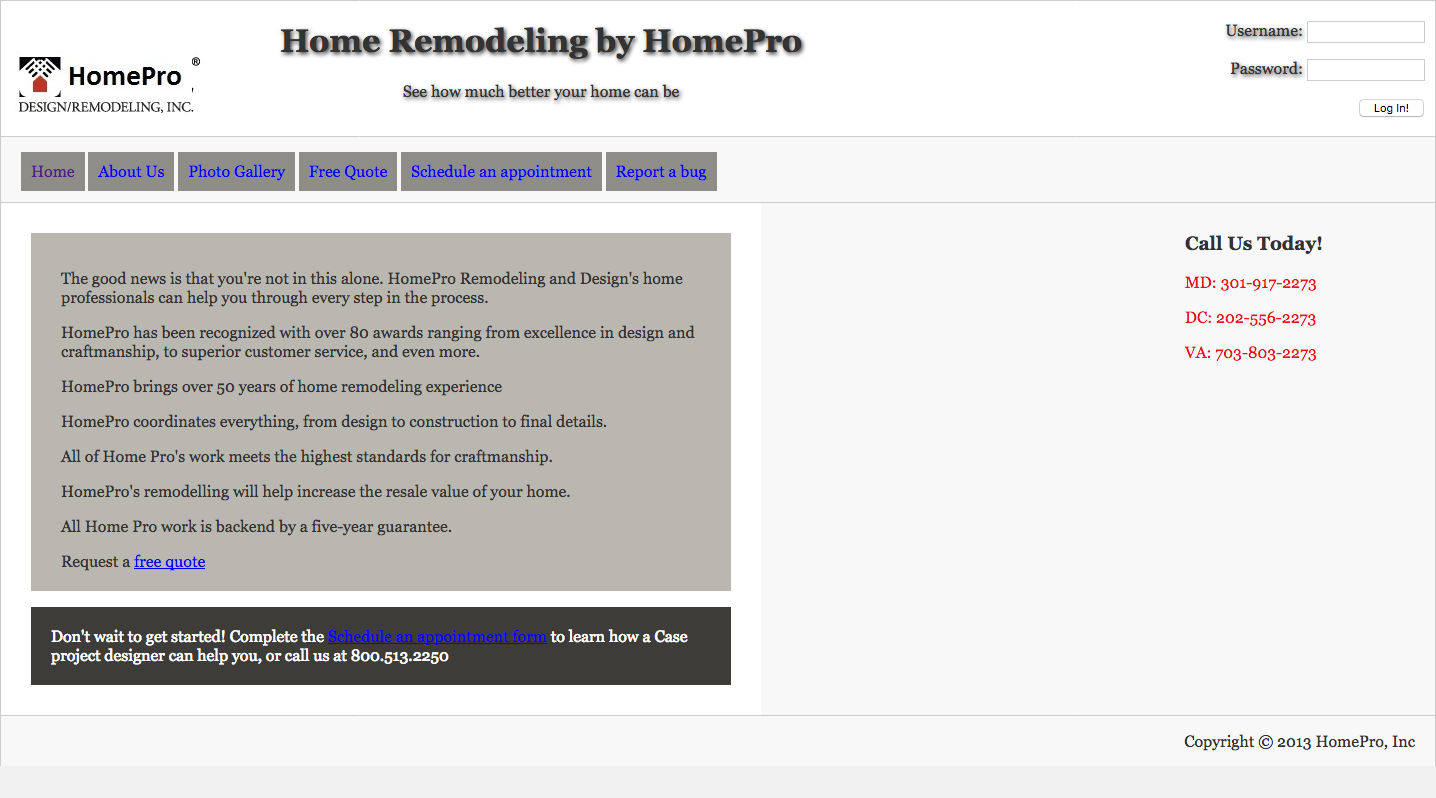 Home Remodeling by HomePro
See how much better your home can be
HomePro ®
DESIGN/REMODELING, INC.
Username:
Password:
Log In!
Home About Us Photo Gallery Free Quote Schedule an appointment Report a bug
The good news is that you're not in this alone. HomePro Remodeling and Design's home
professionals can help you through every step in the process.
HomePro has been recognized with over 80 awards ranging from excellence in design and
craftmanship, to superior customer service, and even more.
HomePro brings over 50 years of home remodeling experience
HomePro coordinates everything, from design to construction to final details.
All of Home Pro's work meets the highest standards for craftmanship.
HomePro's remodelling will help increase the resale value of your home.
All Home Pro work is backend by a five-year guarantee.
Request a free quote
Don't wait to get started! Complete the Schedule an appointment form to learn how a Case
project designer can help you, or call us at 800.513.2250
Call Us Today!
MD: 301-917-2273
DC: 202-556-2273
VA: 703-803-2273
Copyright © 2013 HomePro, Inc